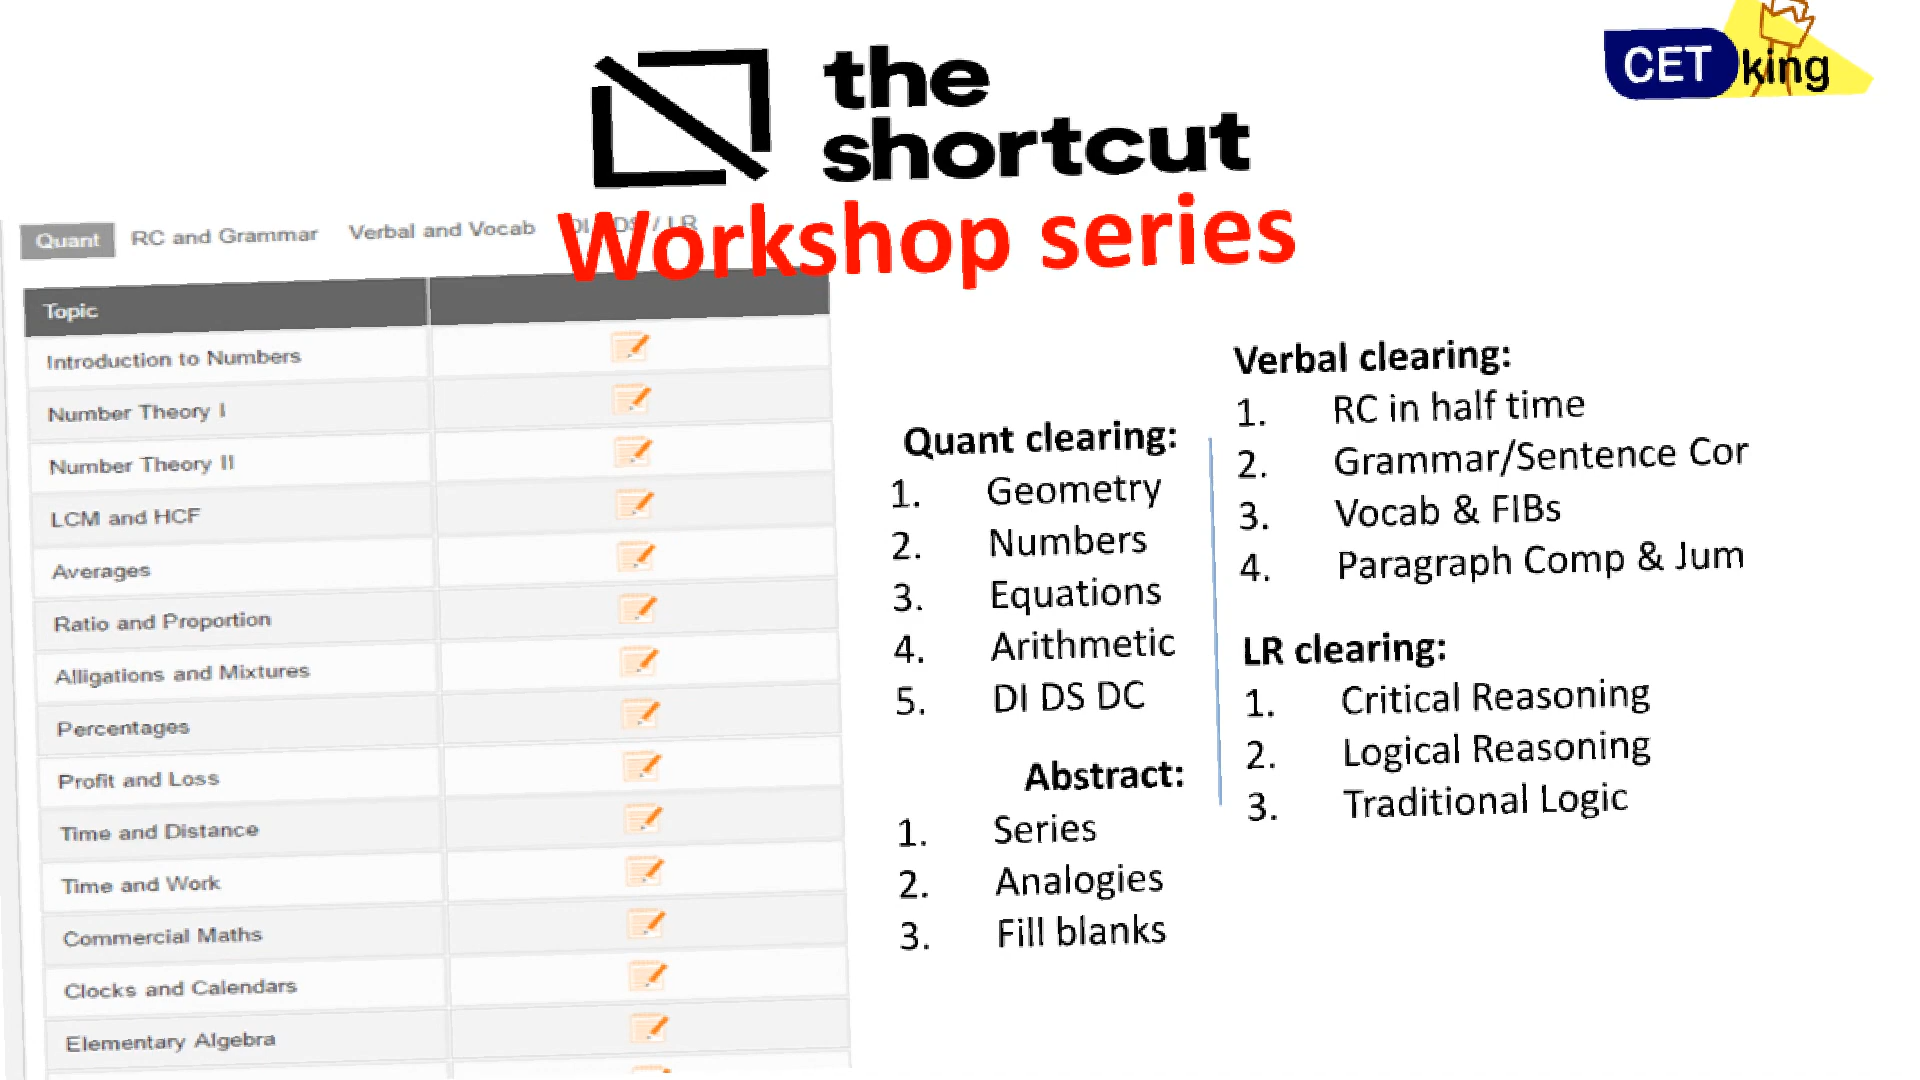 the
shortcut
Workshop series
CET king
Quant RC and Grammar Verbal and Vocab DI / DS / LR
Topic
Introduction to Numbers
Number Theory I
Number Theory II
LCM and HCF
Averages
Ratio and Proportion
Alligations and Mixtures
Percentages
Profit and Loss
Time and Distance
Time and Work
Commercial Maths
Clocks and Calendars
Elementary Algebra
Quant clearing:
1. Geometry
2. Numbers
3. Equations
4. Arithmetic
5. DI DS DC
Abstract:
1. Series
2. Analogies
3. Fill blanks
Verbal clearing:
1. RC in half time
2. Grammar/Sentence Cor
3. Vocab & FIBs
4. Paragraph Comp & Jum
LR clearing:
1. Critical Reasoning
2. Logical Reasoning
3. Traditional Logic